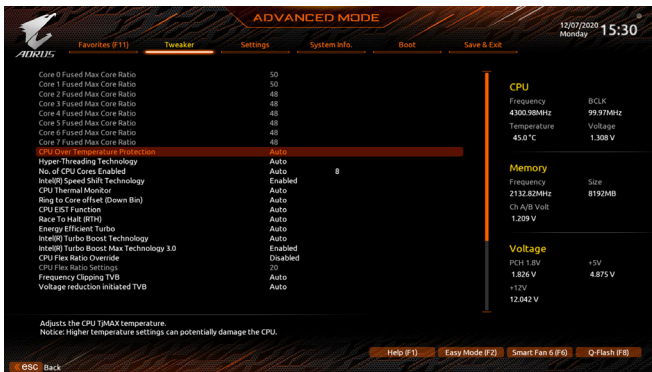 ADVANCED MODE
12/07/2020 Monday 15:30
AORUS
Favorites (F11) Tweaker Settings System Info. Boot Save & Exit
Core 0 Fused Max Core Ratio 50
Core 1 Fused Max Core Ratio 50
Core 2 Fused Max Core Ratio 48
Core 3 Fused Max Core Ratio 48
Core 4 Fused Max Core Ratio 48
Core 5 Fused Max Core Ratio 48
Core 6 Fused Max Core Ratio 48
Core 7 Fused Max Core Ratio 48
CPU Over Temperature Protection Auto
Hyper-Threading Technology Auto
No. of CPU Cores Enabled Auto 8
Intel(R) Speed Shift Technology Enabled
CPU Thermal Monitor Auto
Ring to Core offset (Down Bin) Auto
CPU EIST Function Auto
Race To Halt (RTH) Auto
Energy Efficient Turbo Auto
Intel(R) Turbo Boost Technology Auto
Intel(R) Turbo Boost Max Technology 3.0 Enabled
CPU Flex Ratio Override Disabled
CPU Flex Ratio Settings 20
Frequency Clipping TVB Auto
Voltage reduction initiated TVB Auto
CPU
Frequency BCLK
4300.98MHz 99.97MHz
Temperature Voltage
45.0 °C 1.308 V
Memory
Frequency Size
2132.82MHz 8192MB
Ch A/B Volt
1.209 V
Voltage
PCH 1.8V +5V
1.826 V 4.875 V
+12V
12.042 V
Adjusts the CPU TjMAX temperature.
Notice: Higher temperature settings can potentially damage the CPU.
Help (F1) Easy Mode (F2) Smart Fan 6 (F6) Q-Flash (F8)
esc Back